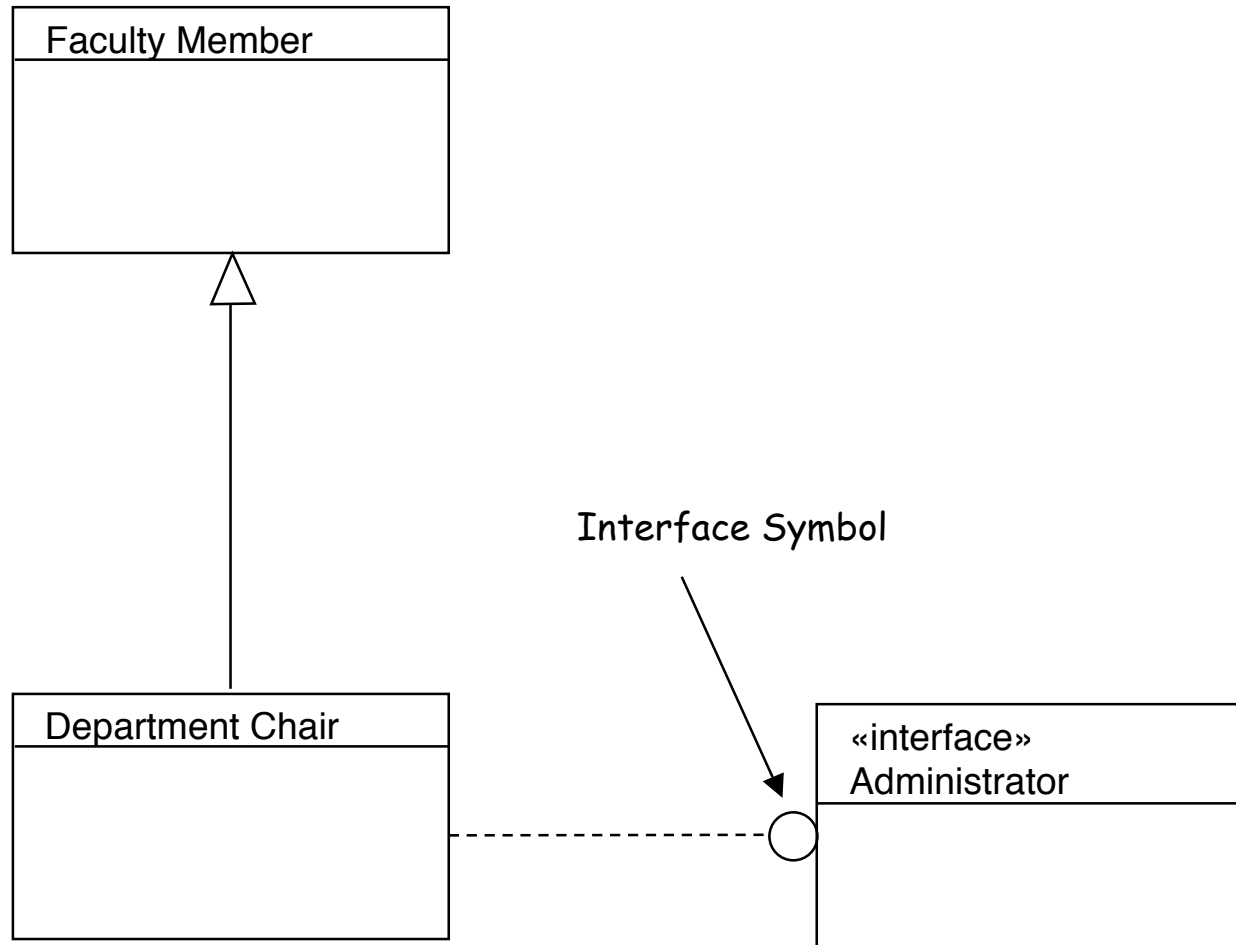 Faculty Member
Interface Symbol
Department Chair
«interface»
Administrator